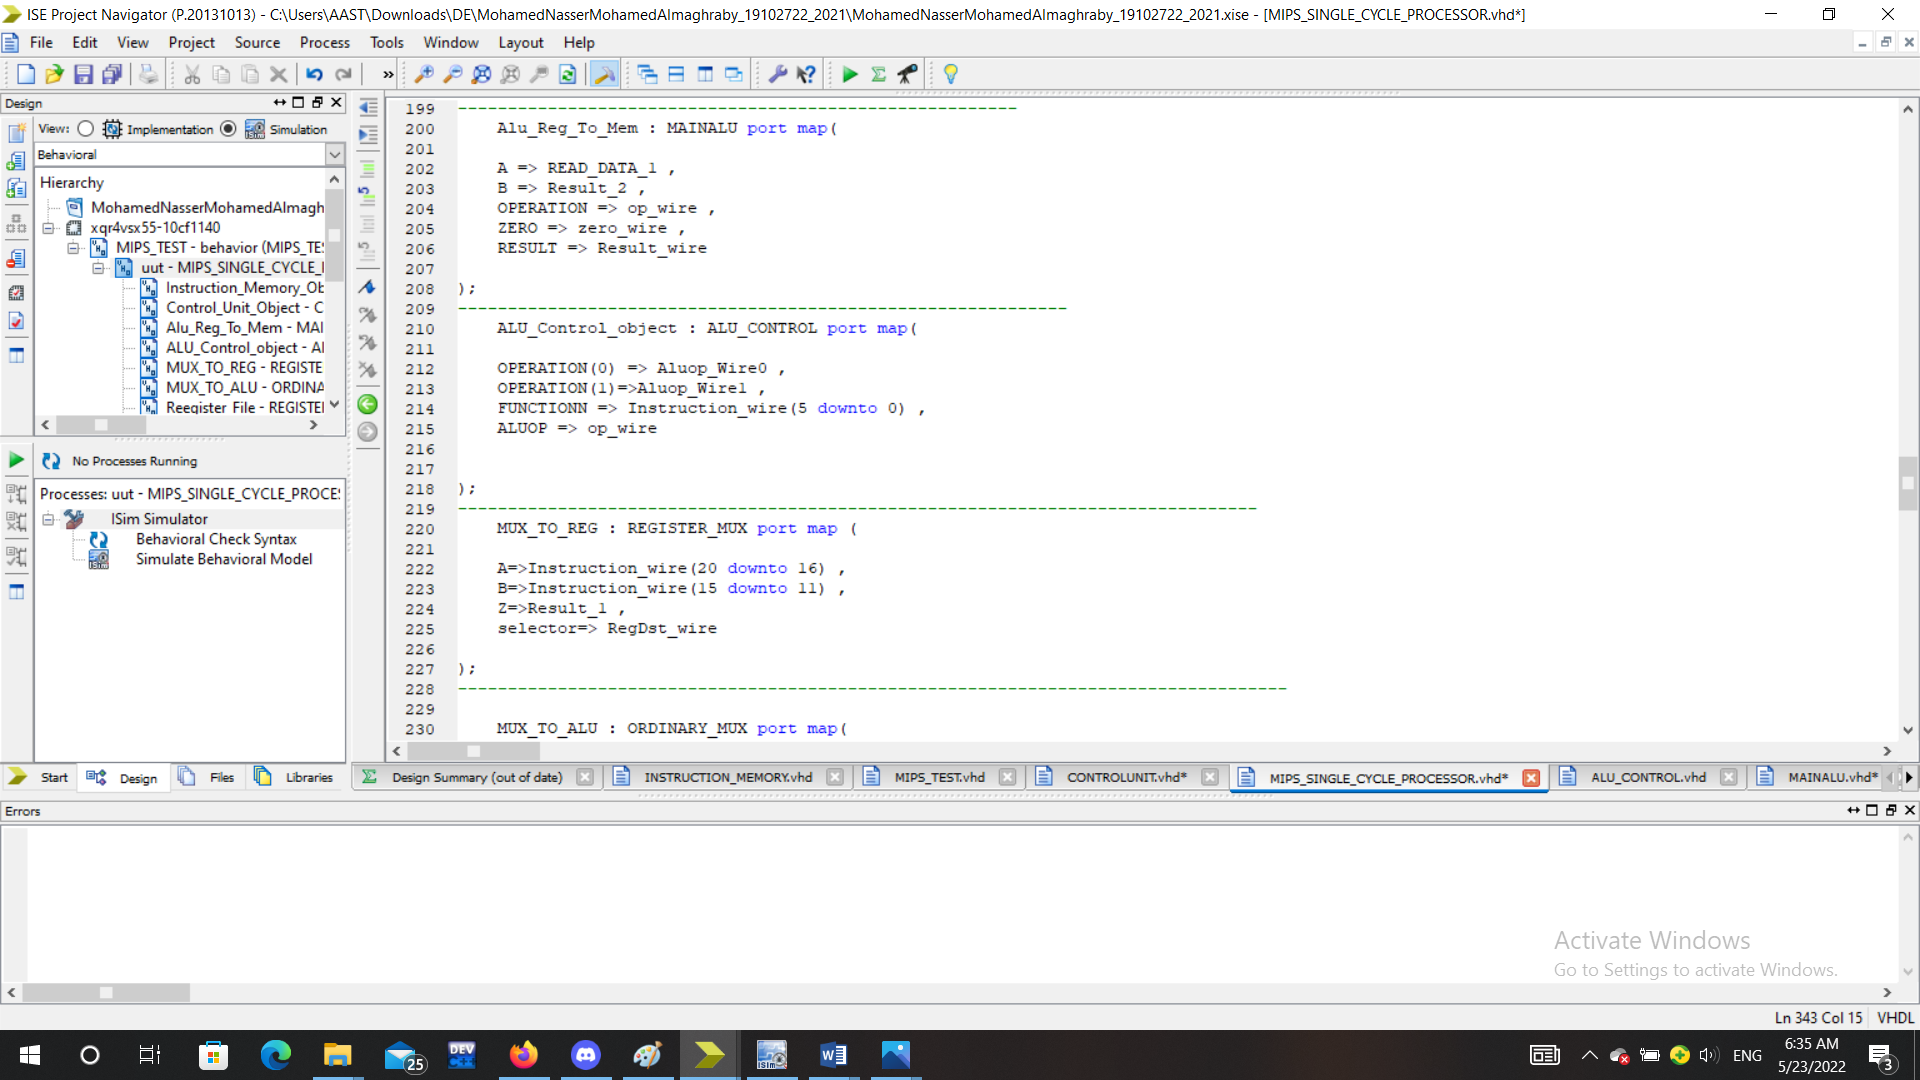 ISE Project Navigator (P.20131013) - C:\Users\AAST\Downloads\DE\MohamedNasserMohamedAlmaghraby_19102722_2021\MohamedNasserMohamedAlmaghraby_19102722_2021.xise - [MIPS_SINGLE_CYCLE_PROCESSOR.vhd*]
File Edit View Project Source Process Tools Window Layout Help
Design
View: Implementation Simulation
Behavioral
Hierarchy
MohamedNasserMohamedAlmagh
xqr4vsx55-10cf1140
MIPS_TEST - behavior (MIPS_TE
uut - MIPS_SINGLE_CYCLE_
Instruction_Memory_Ob
Control_Unit_Object - C
Alu_Reg_To_Mem - MAI
ALU_Control_object - Al
MUX_TO_REG - REGISTE
MUX_TO_ALU - ORDINA
Reegister File - REGISTEI
No Processes Running
Processes: uut - MIPS_SINGLE_CYCLE_PROCE
ISim Simulator
Behavioral Check Syntax
Simulate Behavioral Model
Start Design Files Libraries
199 --------------------------------------------------------
200 Alu_Reg_To_Mem : MAINALU port map(
201
202 A => READ_DATA_1 ,
203 B => Result_2 ,
204 OPERATION => op_wire ,
205 ZERO => zero_wire ,
206 RESULT => Result_wire
207
208 );
209 -------------------------------------------------------------
210 ALU_Control_object : ALU_CONTROL port map(
211
212 OPERATION(0) => Aluop_Wire0 ,
213 OPERATION(1)=>Aluop_Wire1 ,
214 FUNCTIONN => Instruction_wire(5 downto 0) ,
215 ALUOP => op_wire
216
217
218 );
219 --------------------------------------------------------------------------------
220 MUX_TO_REG : REGISTER_MUX port map (
221
222 A=>Instruction_wire(20 downto 16) ,
223 B=>Instruction_wire(15 downto 11) ,
224 Z=>Result_1 ,
225 selector=> RegDst_wire
226
227 );
228 -----------------------------------------------------------------------------------
229
230 MUX_TO_ALU : ORDINARY_MUX port map(
Design Summary (out of date) INSTRUCTION_MEMORY.vhd MIPS_TEST.vhd CONTROLUNIT.vhd* MIPS_SINGLE_CYCLE_PROCESSOR.vhd* ALU_CONTROL.vhd MAINALU.vhd*
Errors
Activate Windows
Go to Settings to activate Windows.
Ln 343 Col 15 VHDL
25
DEV
C++
ISim
W
ENG
6:35 AM
5/23/2022
3